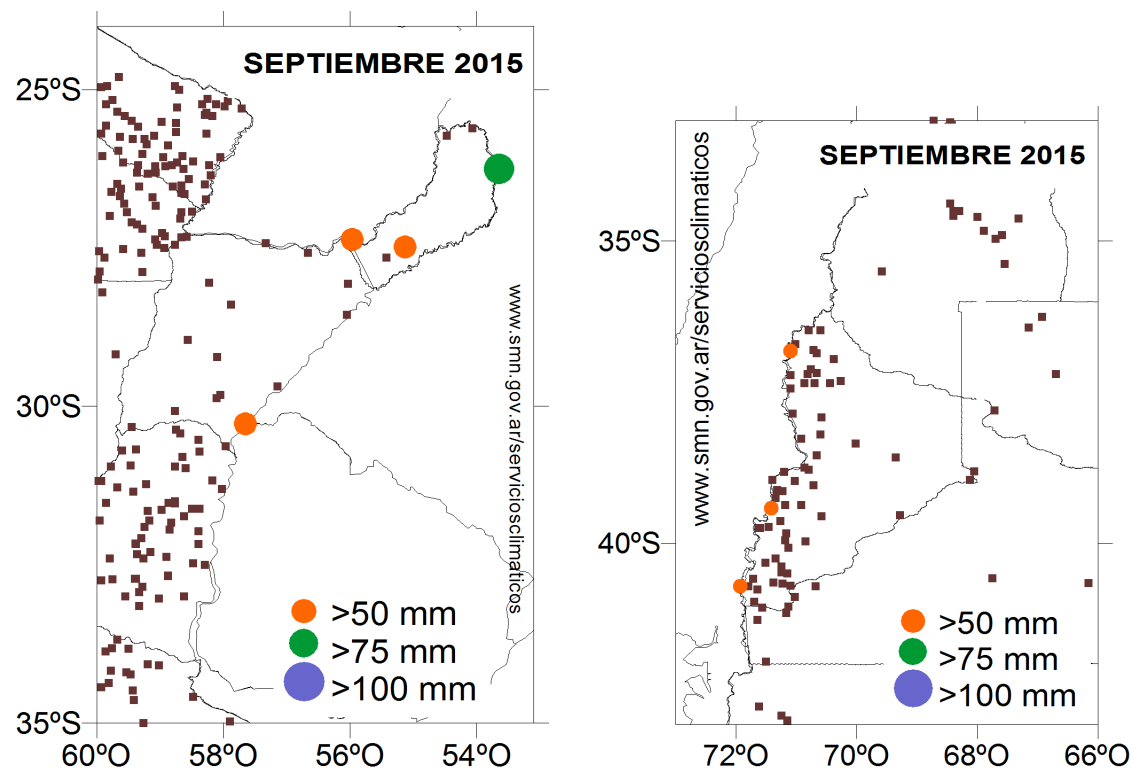 SEPTIEMBRE 2015
25ºS
30ºS
35ºS
60ºO 58ºO 56ºO 54ºO
www.smn.gov.ar/serviciosclimaticos
>50 mm
>75 mm
>100 mm
SEPTIEMBRE 2015
www.smn.gov.ar/serviciosclimaticos
35ºS
40ºS
>50 mm
>75 mm
>100 mm
72ºO 70ºO 68ºO 66ºO